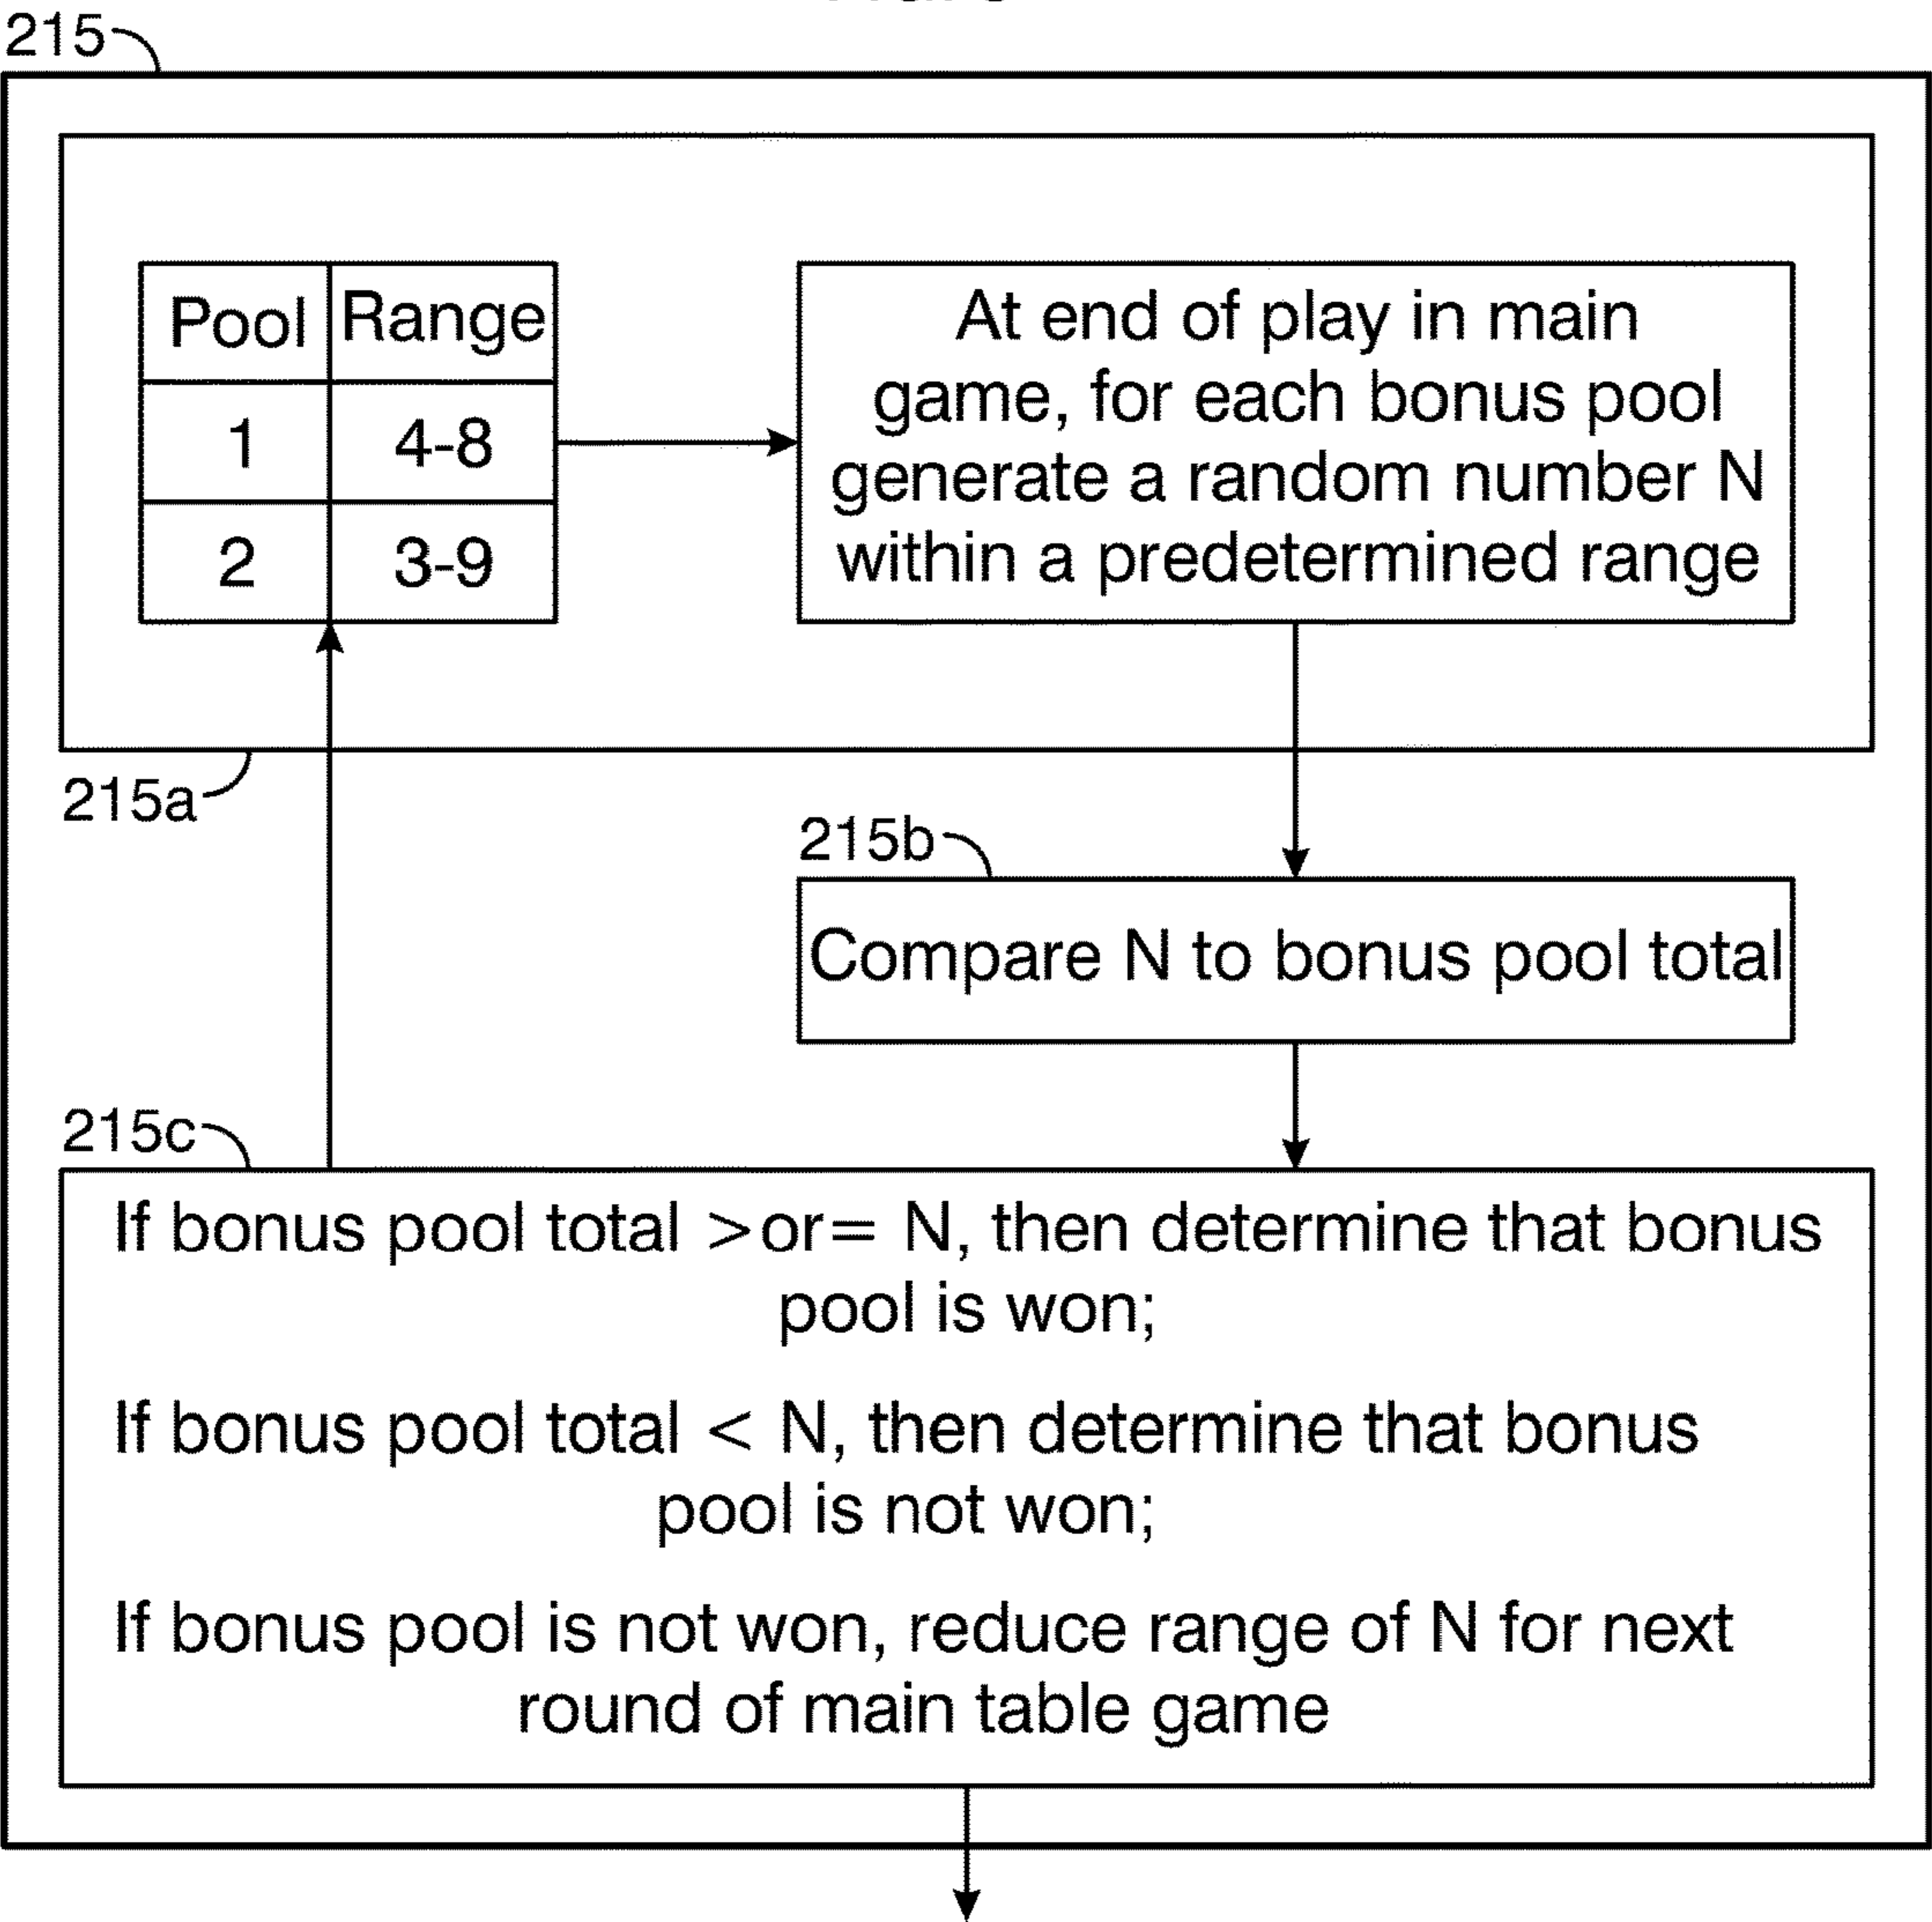 215
Pool Range
1 4-8
2 3-9
At end of play in main
game, for each bonus pool
generate a random number N
within a predetermined range
215a
215b
Compare N to bonus pool total
215c
If bonus pool total >or= N, then determine that bonus
pool is won;
If bonus pool total < N, then determine that bonus
pool is not won;
If bonus pool is not won, reduce range of N for next
round of main table game